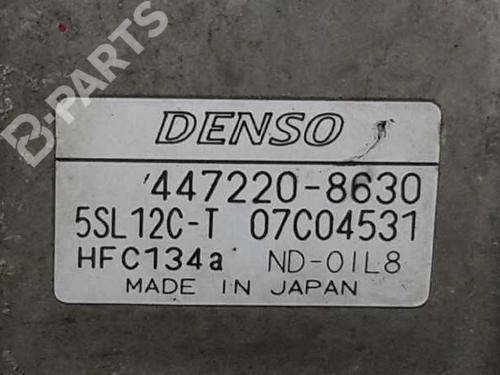 B-PARTS
DENSO
447220-8630
5SL12C-T 07C04531
HFC134a ND-OIL8
MADE IN JAPAN